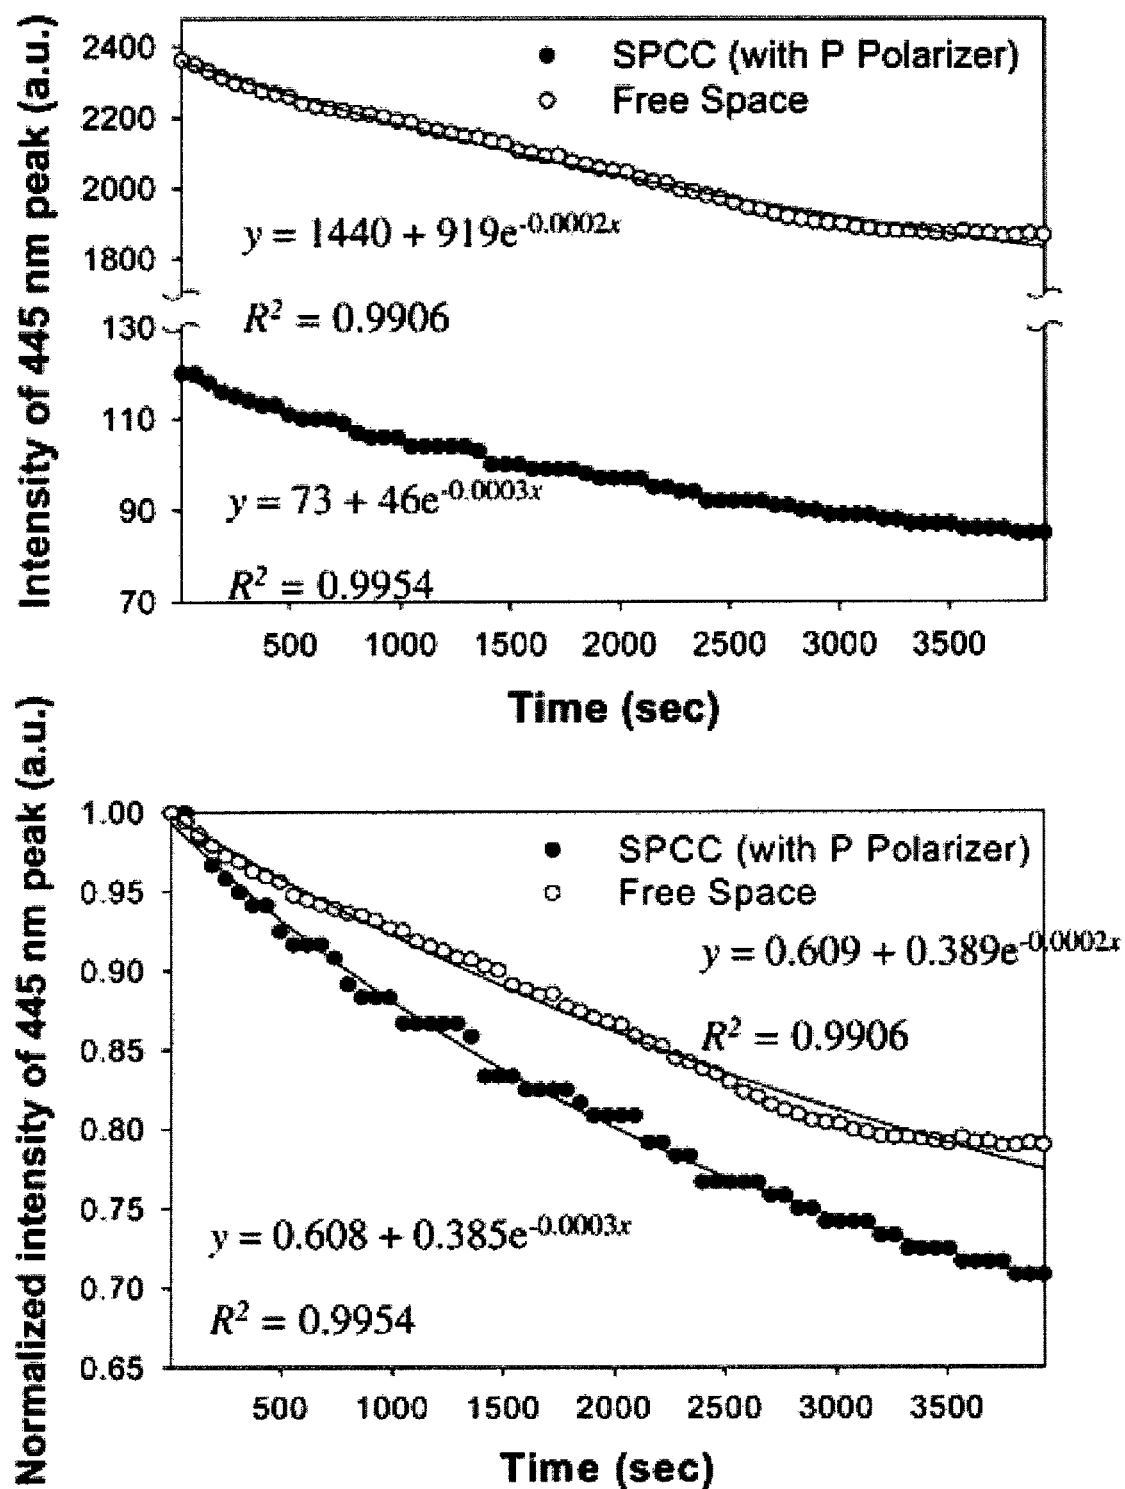 Intensity of 445 nm peak (a.u.)
2400
2200
2000
1800
130
110
90
70
SPCC (with P Polarizer)
Free Space
y = 1440 + 919e^-0.0002x
R² = 0.9906
y = 73 + 46e^-0.0003x
R² = 0.9954
500 1000 1500 2000 2500 3000 3500
Time (sec)
Normalized intensity of 445 nm peak (a.u.)
1.00
0.95
0.90
0.85
0.80
0.75
0.70
0.65
SPCC (with P Polarizer)
Free Space
y = 0.609 + 0.389e^-0.0002x
R² = 0.9906
y = 0.608 + 0.385e^-0.0003x
R² = 0.9954
500 1000 1500 2000 2500 3000 3500
Time (sec)